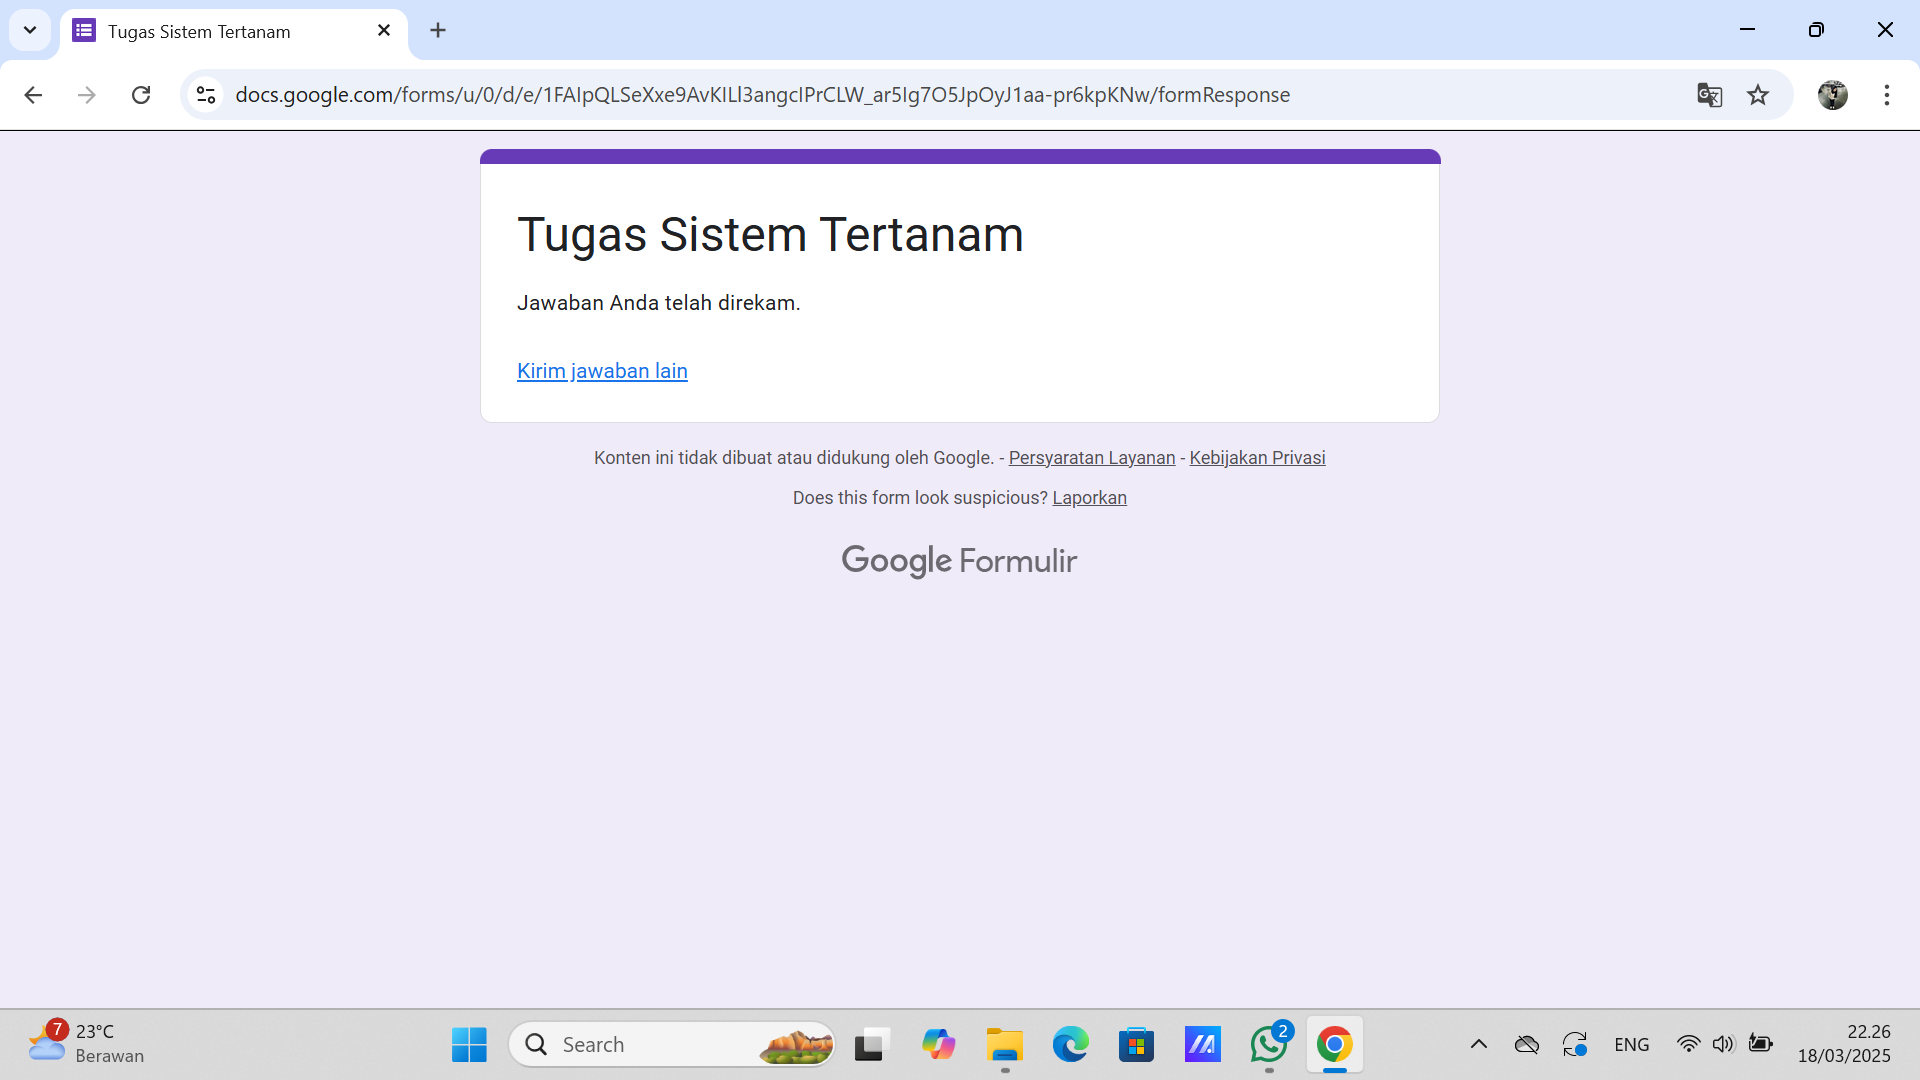 Tugas Sistem Tertanam
docs.google.com/forms/u/0/d/e/1FAIpQLSeXxe9AvKILl3angcIPrCLW_ar5Ig7O5JpOyJ1aa-pr6kpKNw/formResponse
Tugas Sistem Tertanam
Jawaban Anda telah direkam.
Kirim jawaban lain
Konten ini tidak dibuat atau didukung oleh Google. - Persyaratan Layanan - Kebijakan Privasi
Does this form look suspicious? Laporkan
Google Formulir
7
23°C
Berawan
Search
2
ENG
22.26
18/03/2025